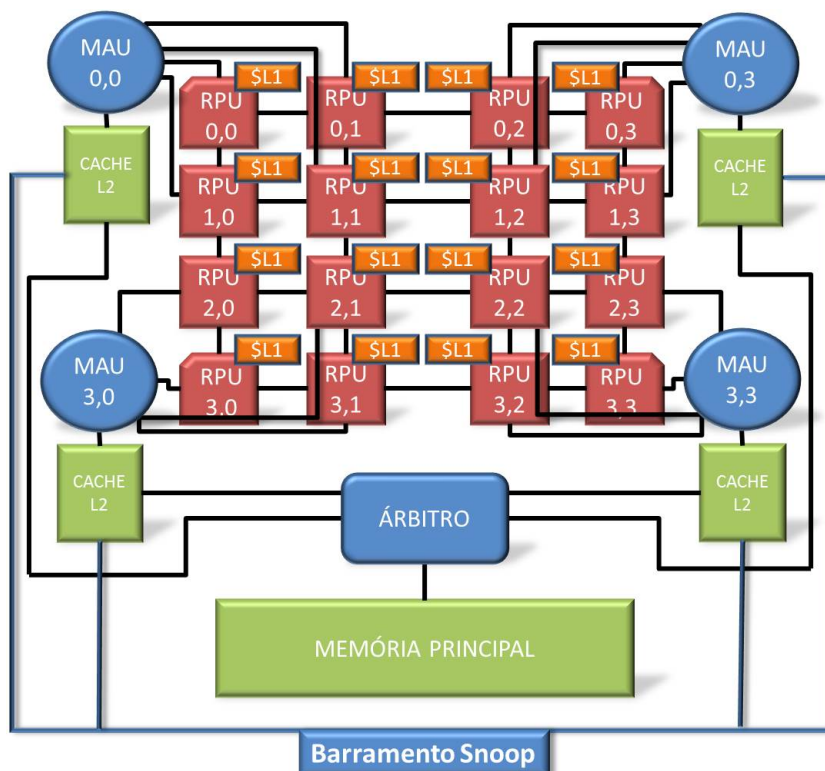 MAU
0,0
MAU
0,3
$L1
$L1
$L1
$L1
RPU
0,0
RPU
0,1
RPU
0,2
RPU
0,3
CACHE
L2
CACHE
L2
$L1
$L1
$L1
$L1
RPU
1,0
RPU
1,1
RPU
1,2
RPU
1,3
$L1
$L1
$L1
$L1
RPU
2,0
RPU
2,1
RPU
2,2
RPU
2,3
MAU
3,0
MAU
3,3
$L1
$L1
$L1
$L1
RPU
3,0
RPU
3,1
RPU
3,2
RPU
3,3
CACHE
L2
CACHE
L2
ÁRBITRO
MEMÓRIA PRINCIPAL
Barramento Snoop